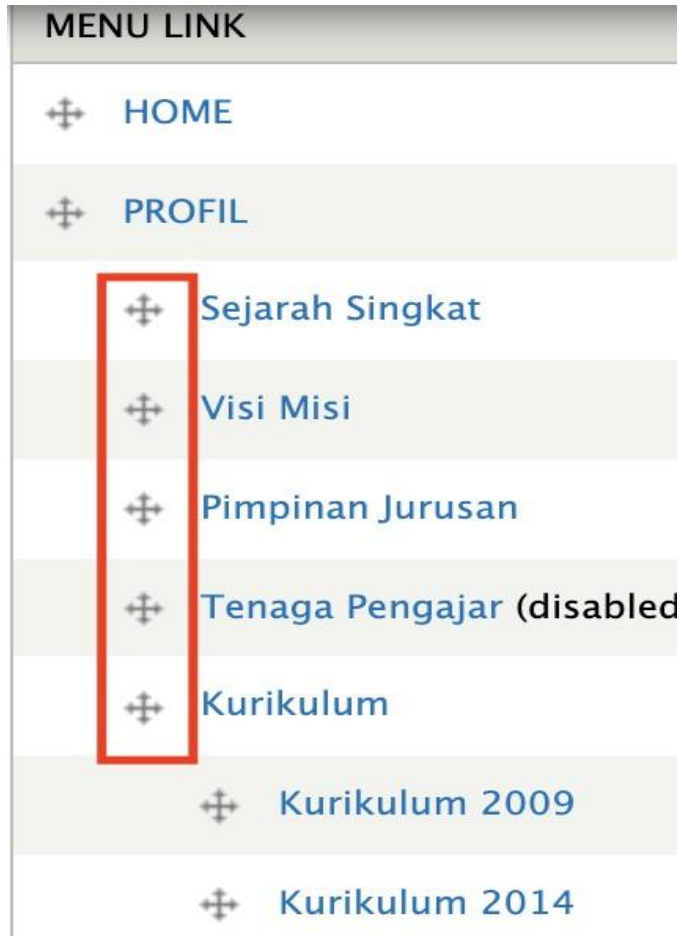 MENU LINK
HOME
PROFIL
Sejarah Singkat
Visi Misi
Pimpinan Jurusan
Tenaga Pengajar (disabled
Kurikulum
Kurikulum 2009
Kurikulum 2014